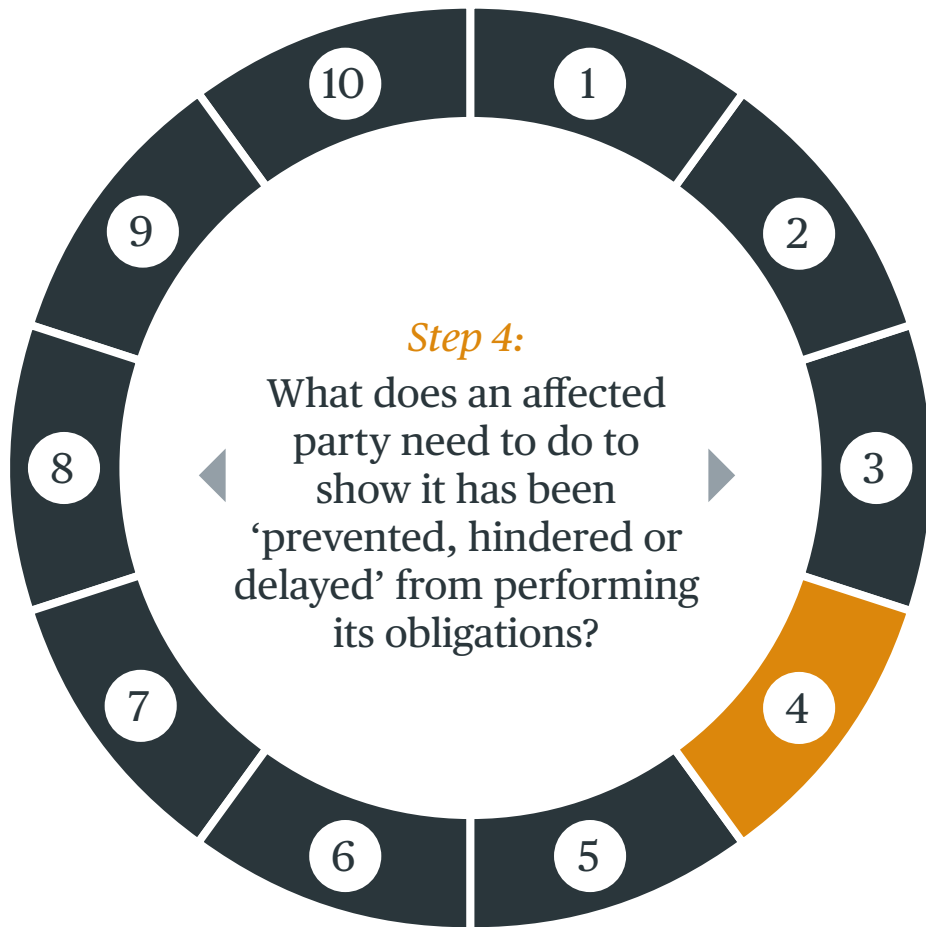 10
1
9
2
Step 4:
What does an affected
party need to do to
show it has been
‘prevented, hindered or
delayed’ from performing
its obligations?
8
3
7
4
6
5